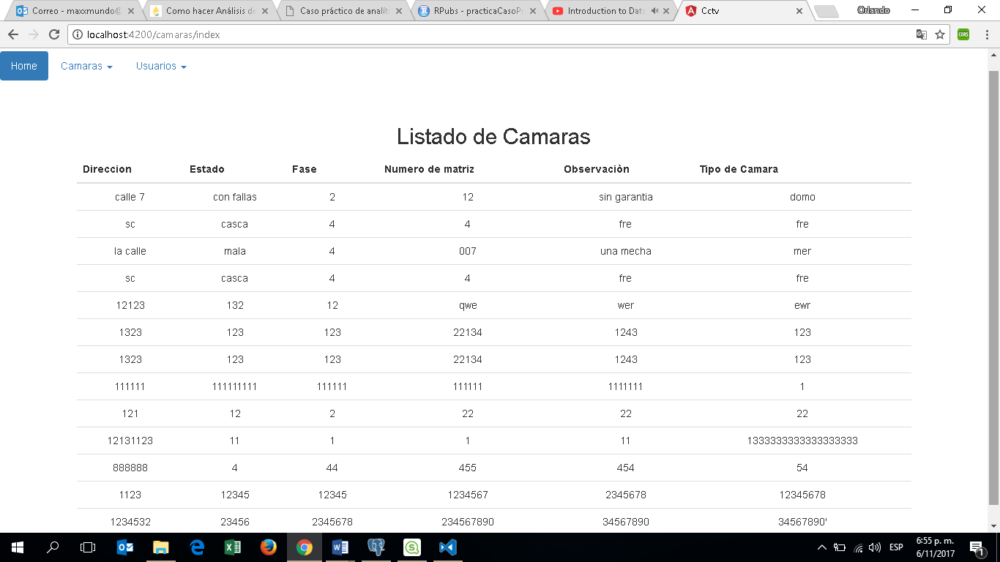 Correo - maxxmundo@
Como hacer Análisis de
Caso práctico de analíti
RPubs - practicaCasoPr
Introduction to Data
Cctv
Orlando
localhost:4200/camaras/index
CORS
Home
Camaras
Usuarios
Listado de Camaras
Direccion Estado Fase Numero de matriz Observaciòn Tipo de Camara
calle 7 con fallas 2 12 sin garantia domo
sc casca 4 4 fre fre
la calle mala 4 007 una mecha mer
sc casca 4 4 fre fre
12123 132 12 qwe wer ewr
1323 123 123 22134 1243 123
1323 123 123 22134 1243 123
111111 111111111 111111 111111 1111111 1
121 12 2 22 22 22
12131123 11 1 1 11 1333333333333333333
888888 4 44 455 454 54
1123 12345 12345 1234567 2345678 12345678
1234532 23456 2345678 234567890 34567890 34567890'
ESP
6:55 p. m.
6/11/2017
1